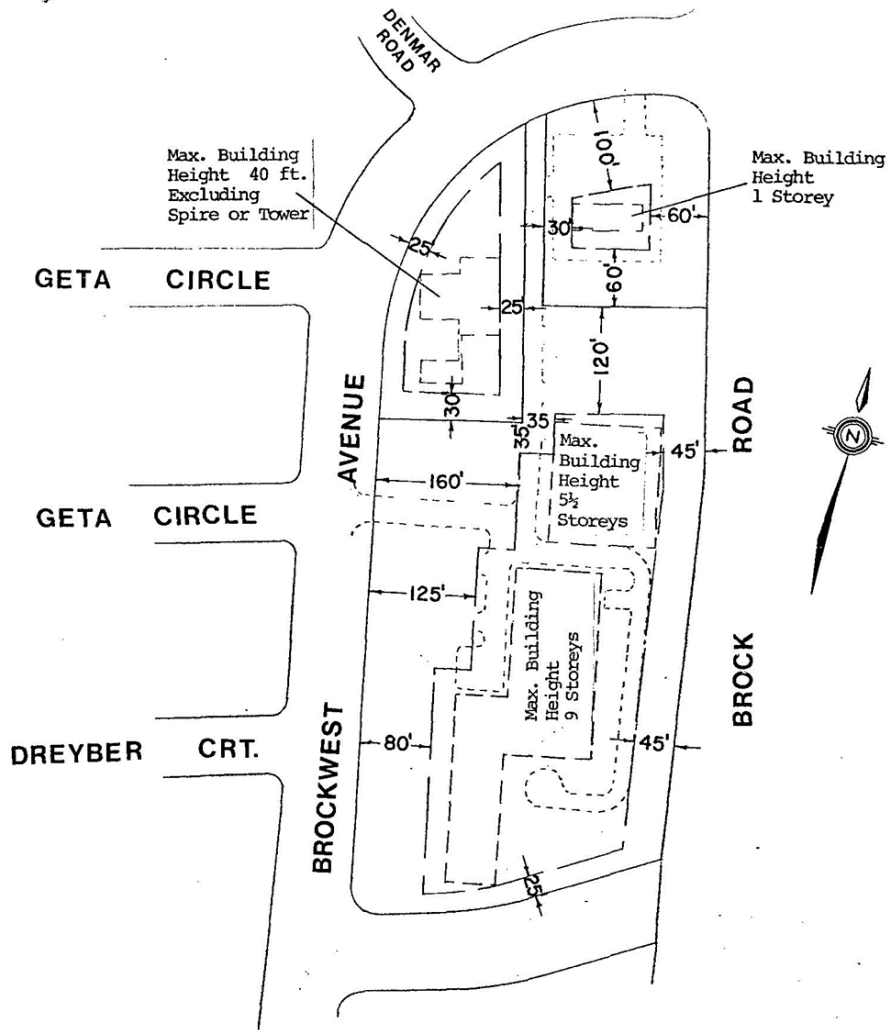 DENMAR
ROAD
Max. Building
Height 40 ft.
Excluding
Spire or Tower
Max. Building
Height
1 Storey
100'
60'
30'
25'
60'
GETA CIRCLE
25'
120'
AVENUE
ROAD
30'
35
35'
45'
Max.
Building
Height
5½
Storeys
N
160'
GETA CIRCLE
125'
Max. Building
Height
9 Storeys
BROCK
80'
45'
DREYBER CRT.
BROCKWEST
25'